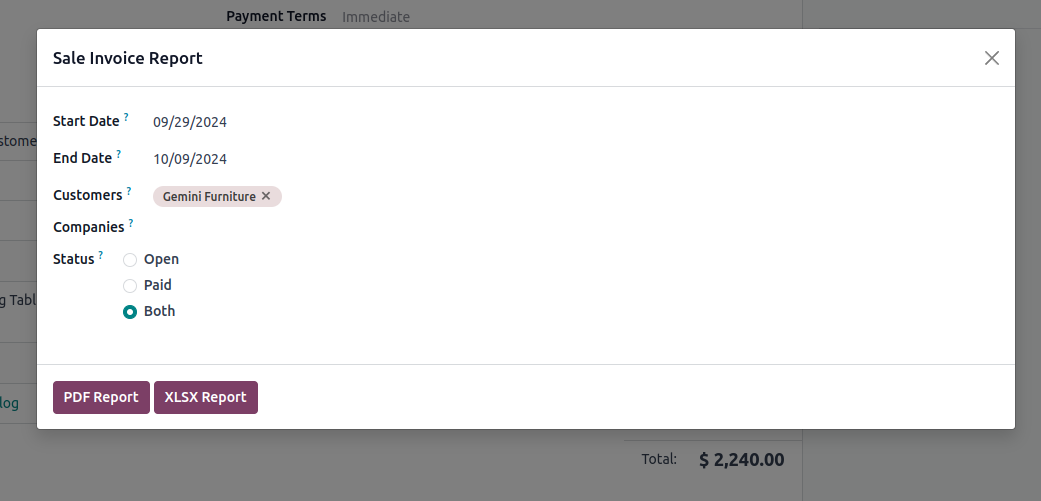 Payment Terms Immediate
Sale Invoice Report
Start Date ? 09/29/2024
stome
End Date ? 10/09/2024
Customers ? Gemini Furniture ✕
Companies ?
Status ? Open
Paid
g Tabl
Both
PDF Report XLSX Report
log
Total: $ 2,240.00